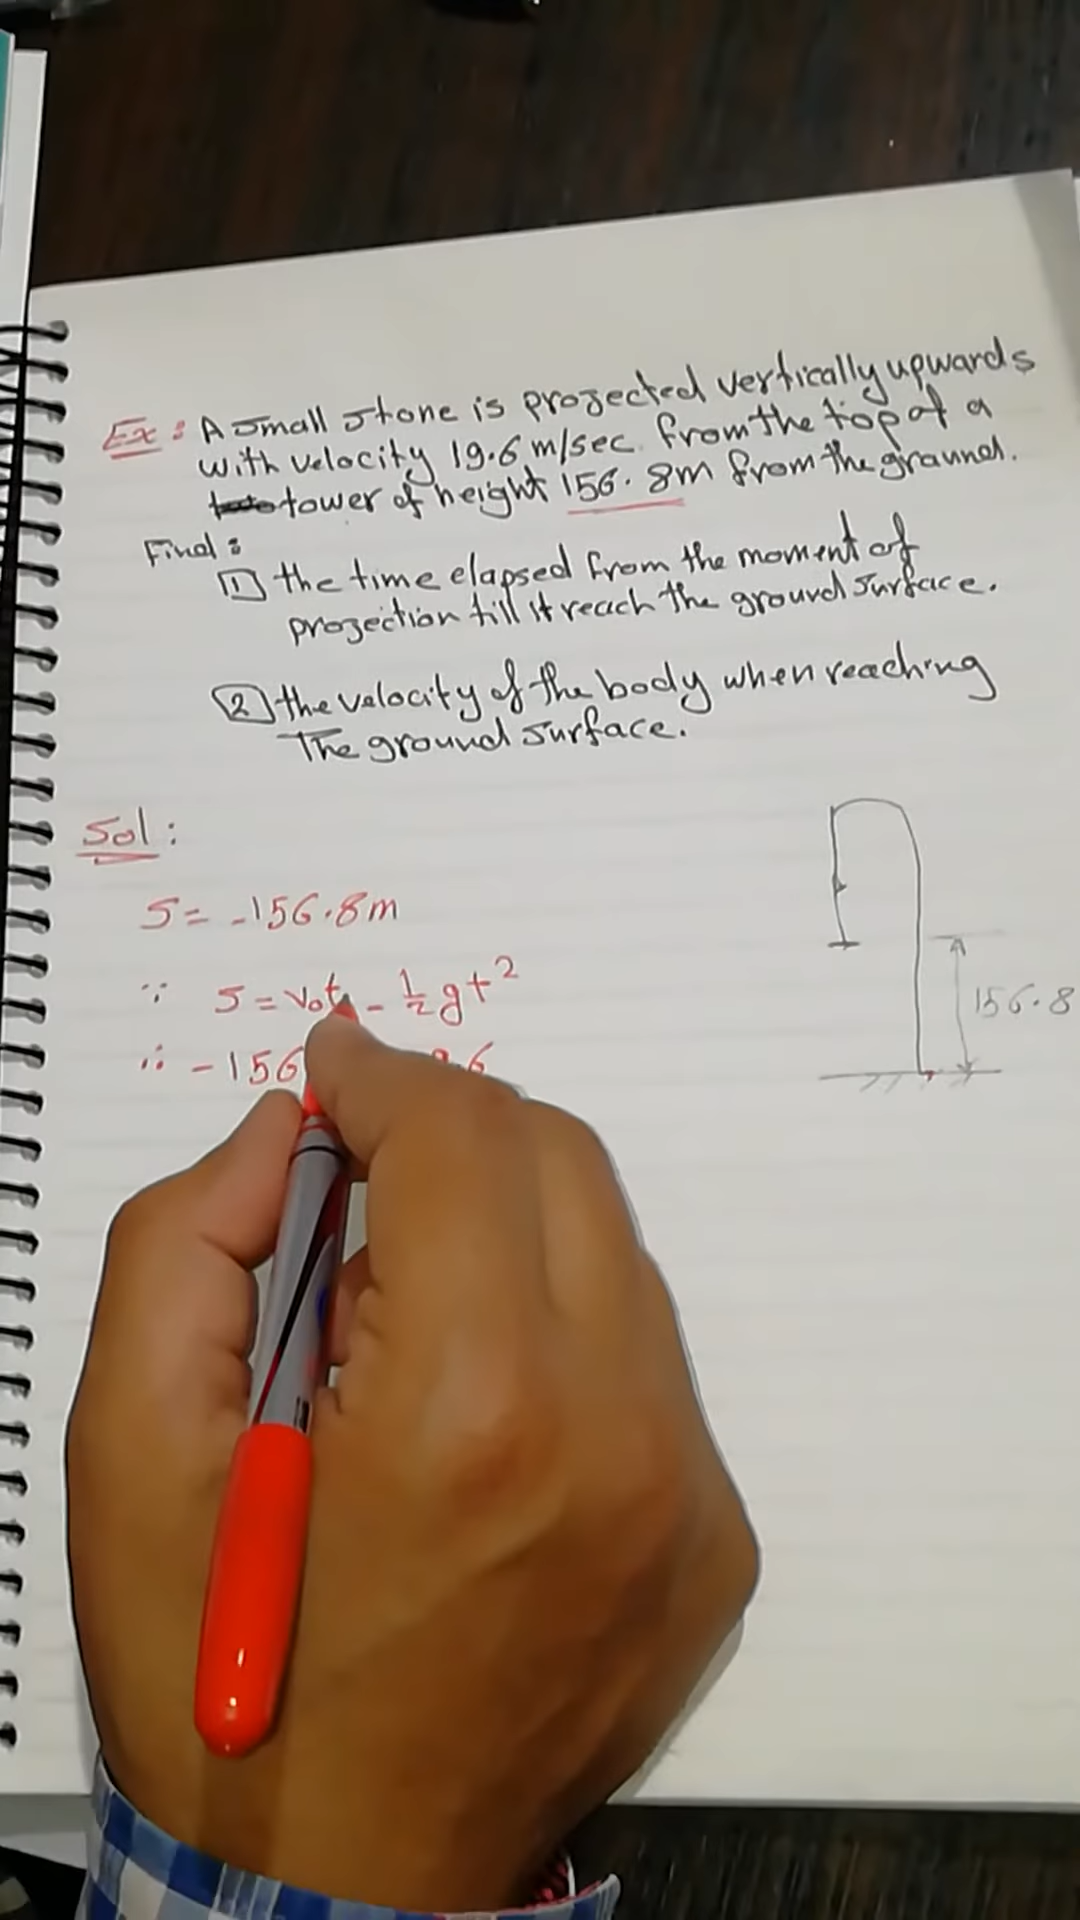 Ex: A small stone is projected vertically upwards
with velocity 19.6 m/sec. from the top of a
tower of height 156.8m from the ground.
Find:
1 the time elapsed from the moment of
projection till it reach the ground surface.
2 the velocity of the body when reaching
The ground surface.
Sol:
S = -156.8m
∵ S = V₀t - ½gt²
156.8
∴ -156 9.6